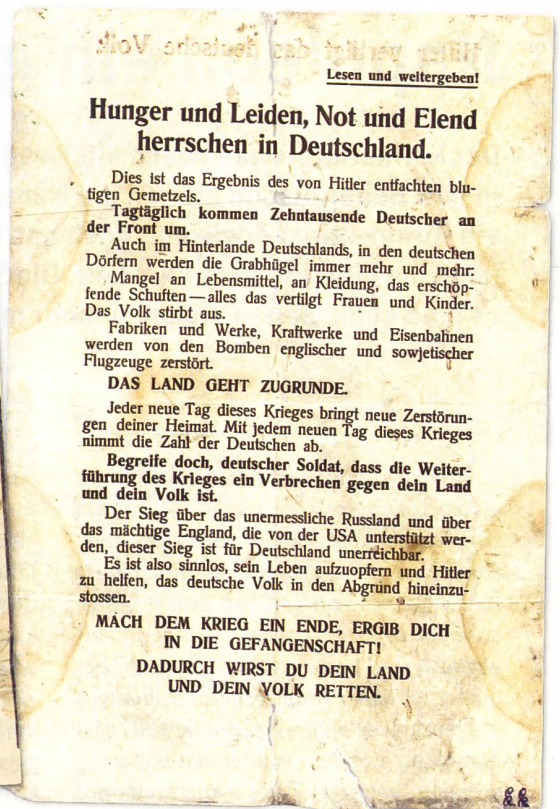 Lesen und weitergeben!
Hunger und Leiden, Not und Elend
herrschen in Deutschland.
Dies ist das Ergebnis des von Hitler entfachten blu-
tigen Gemetzels.
Tagtäglich kommen Zehntausende Deutscher an
der Front um.
Auch im Hinterlande Deutschlands, in den deutschen
Dörfern werden die Grabhügel immer mehr und mehr:
Mangel an Lebensmittel, an Kleidung, das erschöp-
fende Schuften — alles das vertilgt Frauen und Kinder.
Das Volk stirbt aus.
Fabriken und Werke, Kraftwerke und Eisenbahnen
werden von den Bomben englischer und sowjetischer
Flugzeuge zerstört.
DAS LAND GEHT ZUGRUNDE.
Jeder neue Tag dieses Krieges bringt neue Zerstörun-
gen deiner Heimat. Mit jedem neuen Tag dieses Krieges
nimmt die Zahl der Deutschen ab.
Begreife doch, deutscher Soldat, dass die Weiter-
führung des Krieges ein Verbrechen gegen dein Land
und dein Volk ist.
Der Sieg über das unermessliche Russland und über
das mächtige England, die von der USA unterstützt wer-
den, dieser Sieg ist für Deutschland unerreichbar.
Es ist also sinnlos, sein Leben aufzuopfern und Hitler
zu helfen, das deutsche Volk in den Abgrund hineinzu-
stossen.
MACH DEM KRIEG EIN ENDE, ERGIB DICH
IN DIE GEFANGENSCHAFT!
DADURCH WIRST DU DEIN LAND
UND DEIN VOLK RETTEN.